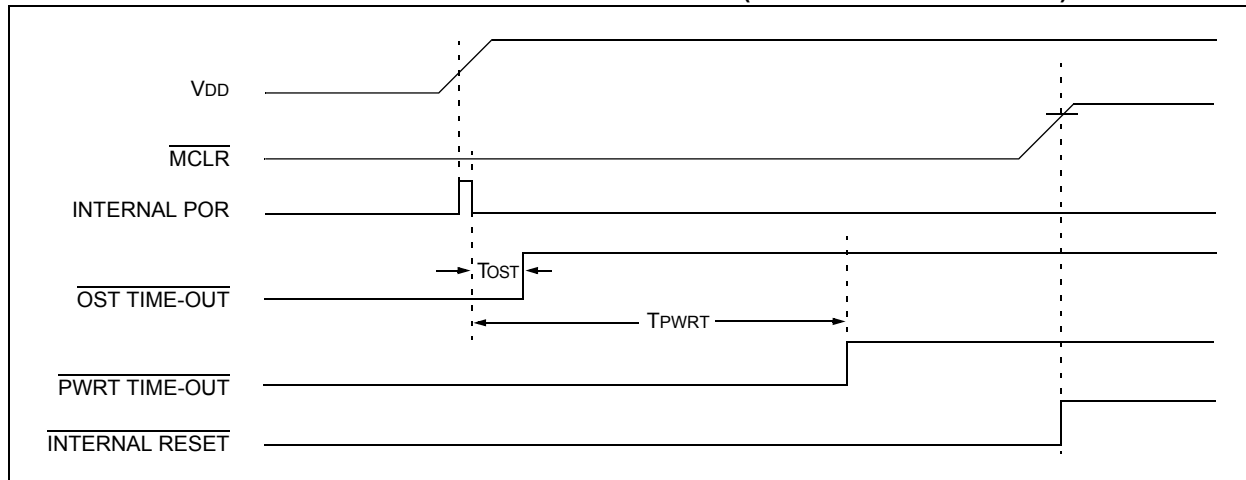 VDD
MCLR
INTERNAL POR
TOST
OST TIME-OUT
TPWRT
PWRT TIME-OUT
INTERNAL RESET